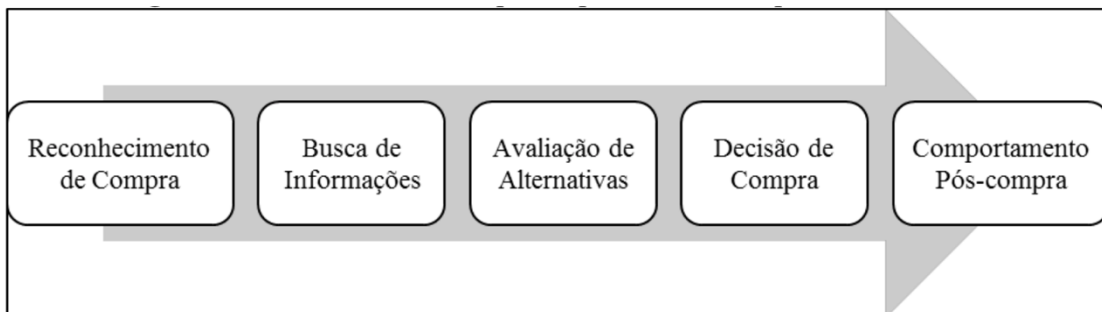 Reconhecimento
de Compra
Busca de
Informações
Avaliação de
Alternativas
Decisão de
Compra
Comportamento
Pós-compra